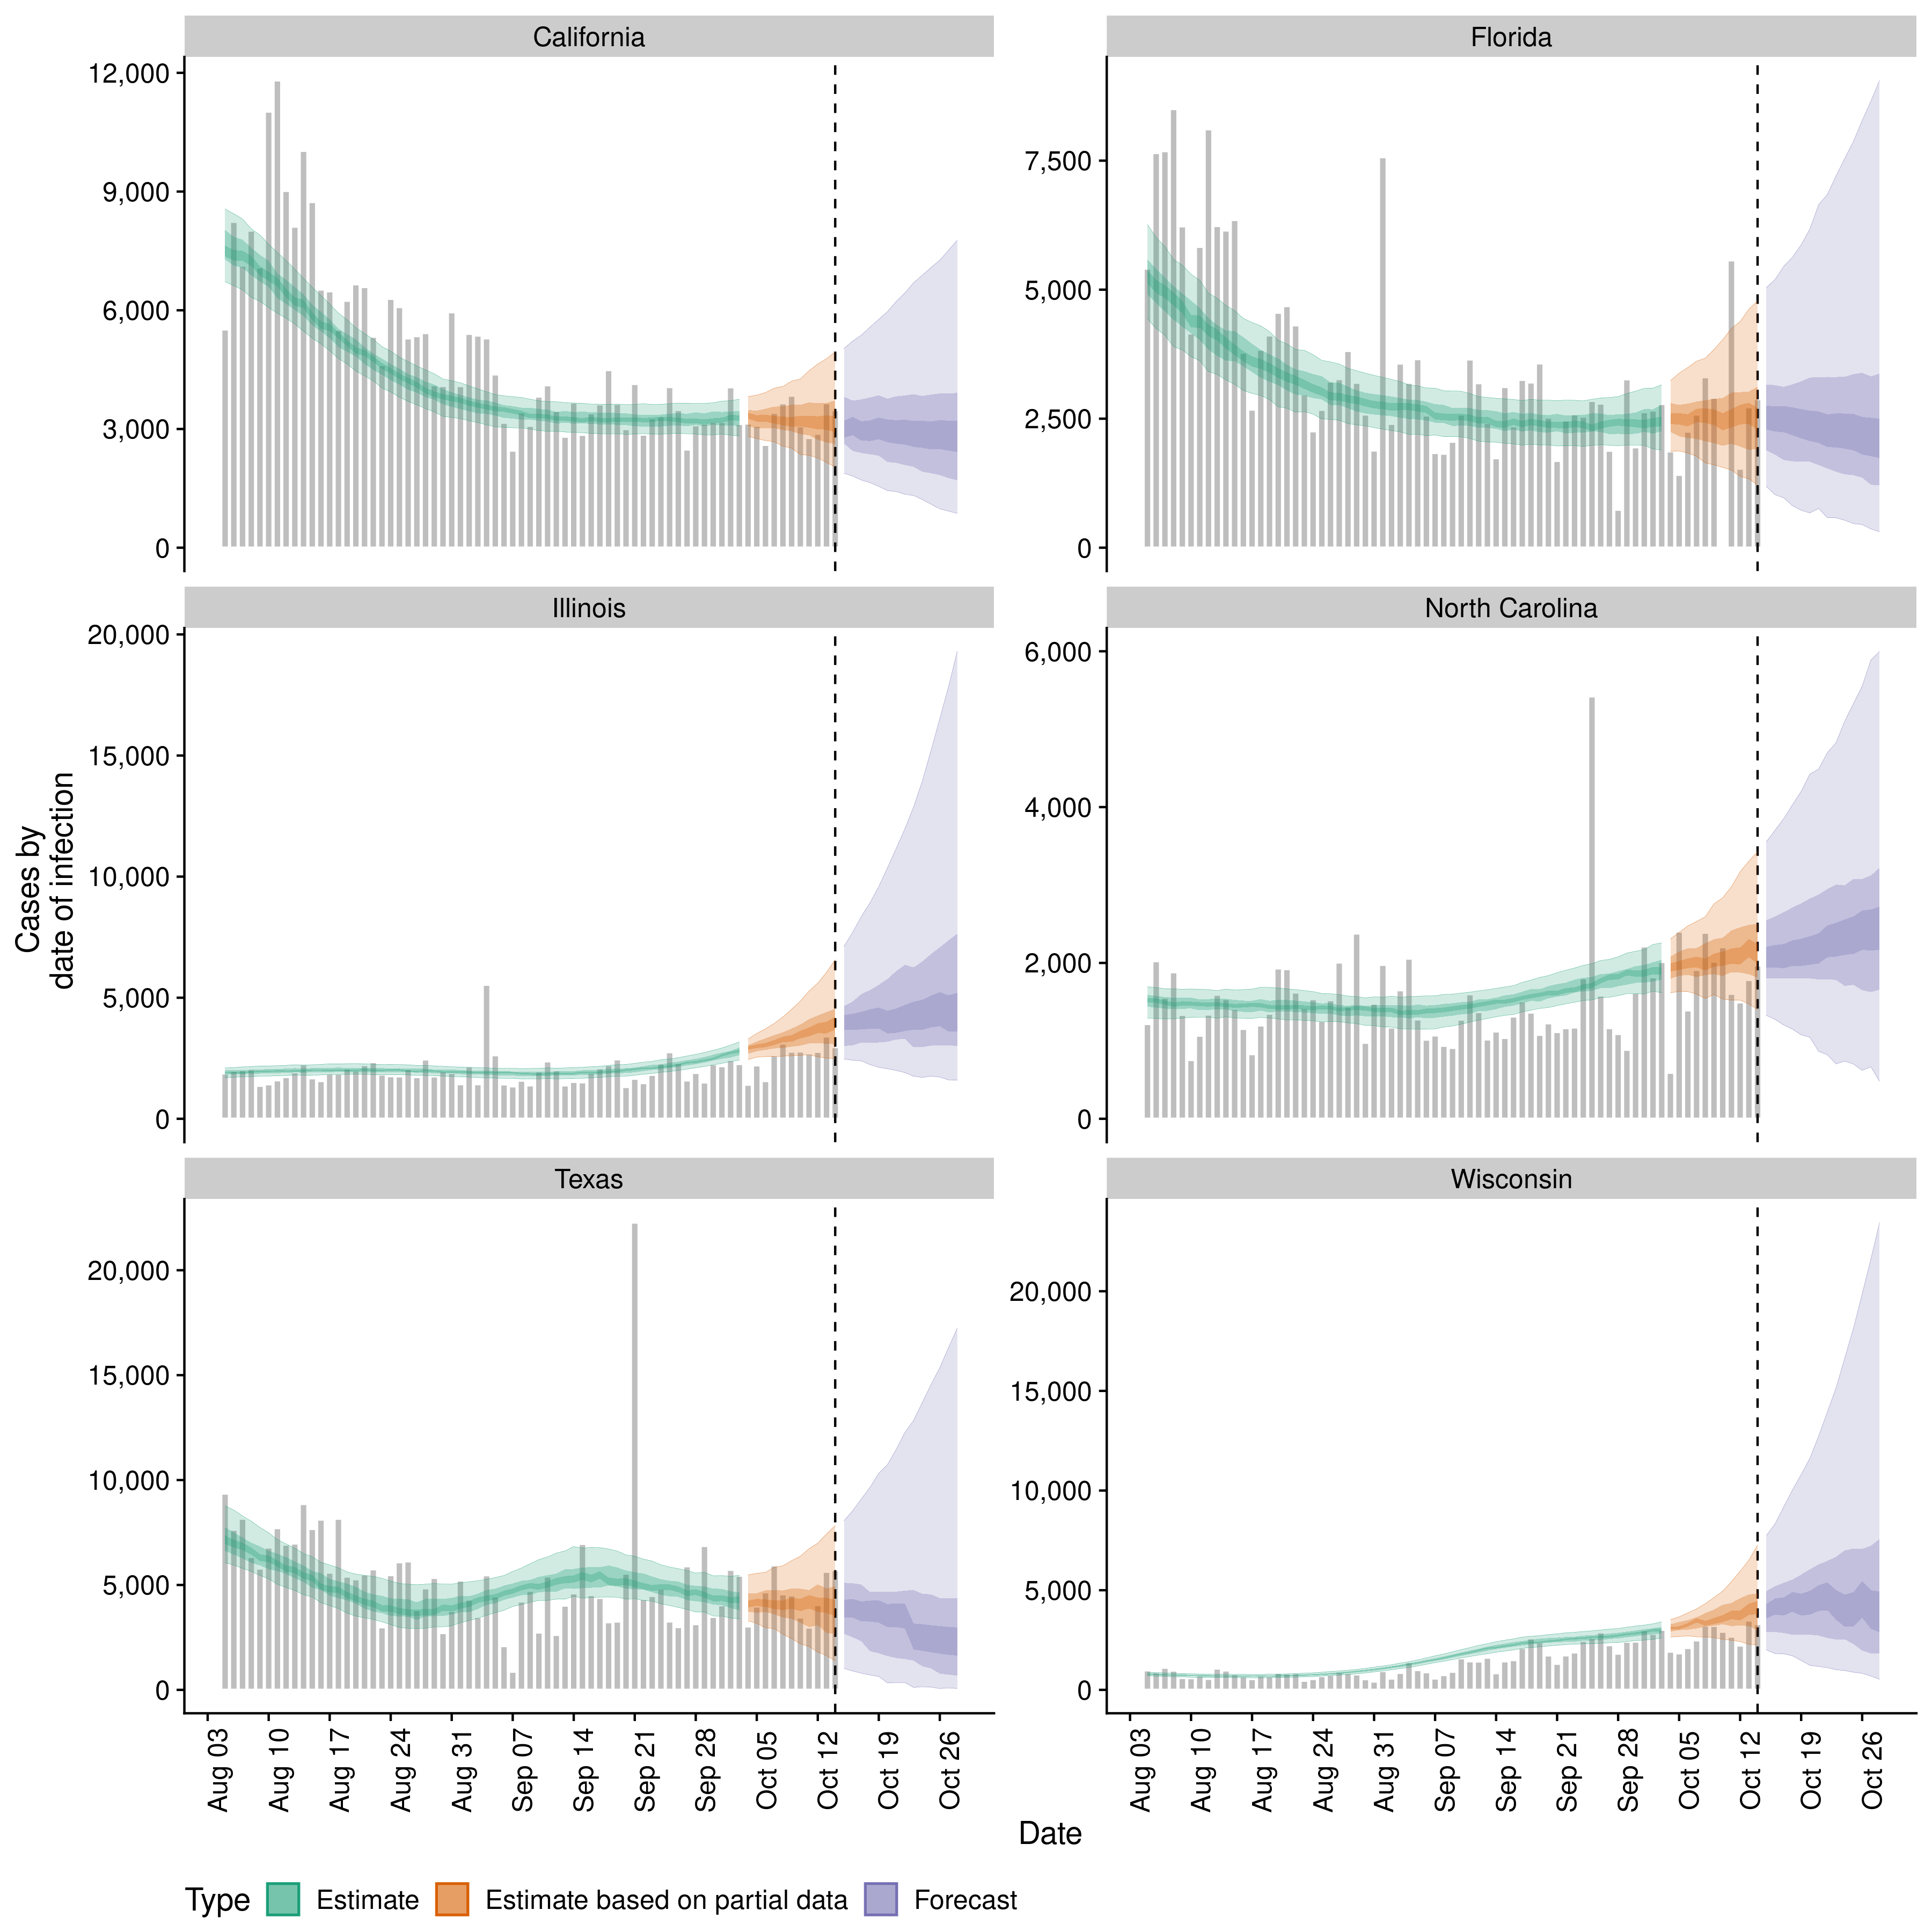 California
Florida
12,000
9,000
6,000
3,000
0
7,500
5,000
2,500
0
Illinois
North Carolina
20,000
15,000
10,000
5,000
0
6,000
4,000
2,000
0
Cases by
date of infection
Texas
Wisconsin
20,000
15,000
10,000
5,000
0
20,000
15,000
10,000
5,000
0
Aug 03
Aug 10
Aug 17
Aug 24
Aug 31
Sep 07
Sep 14
Sep 21
Sep 28
Oct 05
Oct 12
Oct 19
Oct 26
Aug 03
Aug 10
Aug 17
Aug 24
Aug 31
Sep 07
Sep 14
Sep 21
Sep 28
Oct 05
Oct 12
Oct 19
Oct 26
Date
Type Estimate Estimate based on partial data Forecast